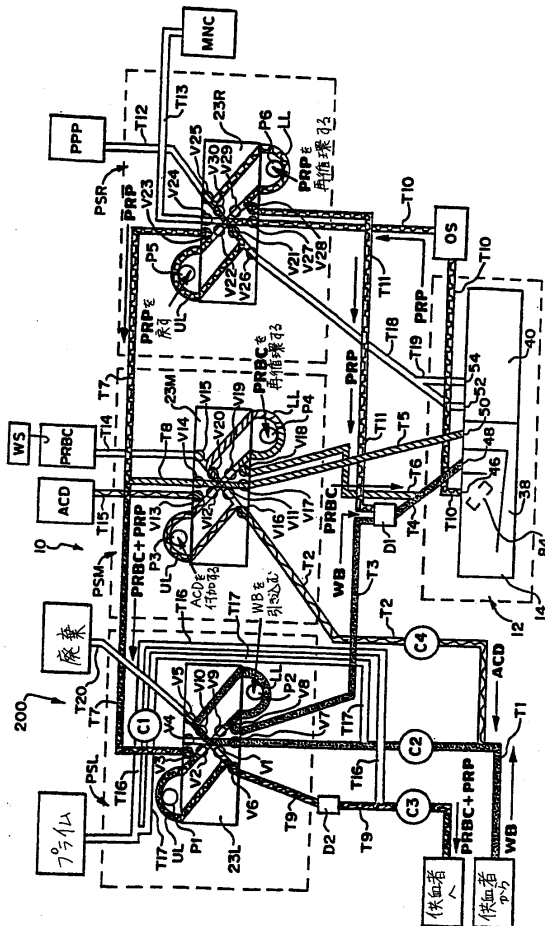 200
10
プライム
廃棄
ACD
WS
PRBC
PPP
MNC
T20
T15
T14
T12
T13
PSL
PSM
PSR
T7
T7
T8
C1
T16
T17
T16
T17
PRBC+PRP
PRP
UL
P1
V3
V4
V5
V2
V10
V9
V1
V6
V7
V8
23L
LL
P2
WBを引き込む
UL
P3
ACDを付加する
V13
V14
V15
V12
V20
V19
V11
V16
V17
V18
23M
LL
P4
PRBCを再循環する
UL
P5
PRPを戻す
V23
V24
V25
V22
V30
V29
V21
V26
V27
V28
23R
LL
P6
PRPを再循環する
T9
D2
T9
T16
T17
T2
T3
WB
PRBC
T6
T5
T4
D1
T11
T11
PRP
T18
T19
PRP
T10
OS
T10
T10
C3
C2
C4
T2
ACD
T1
WB
PRBC+PRP
供血者へ
供血者から
12
14
38
40
46
48
50
52
54